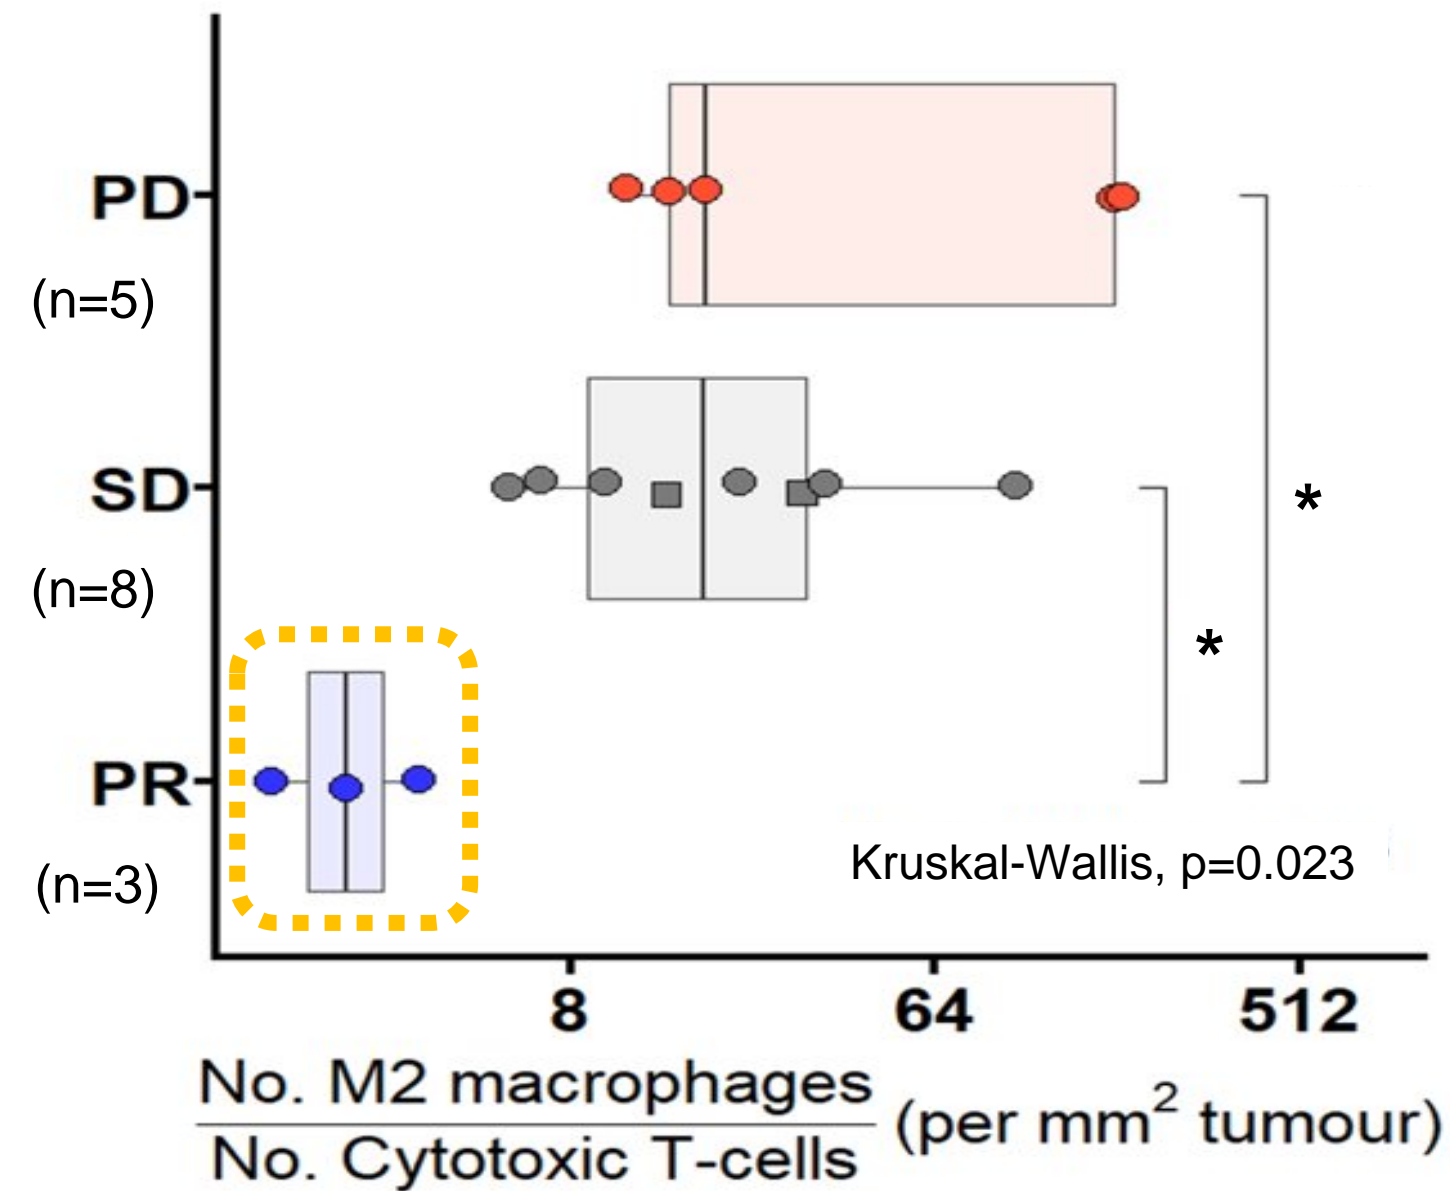 PD
(n=5)
SD
*
(n=8)
*
PR
Kruskal-Wallis, p=0.023
(n=3)
8 64 512
No. M2 macrophages
No. Cytotoxic T-cells
(per mm² tumour)